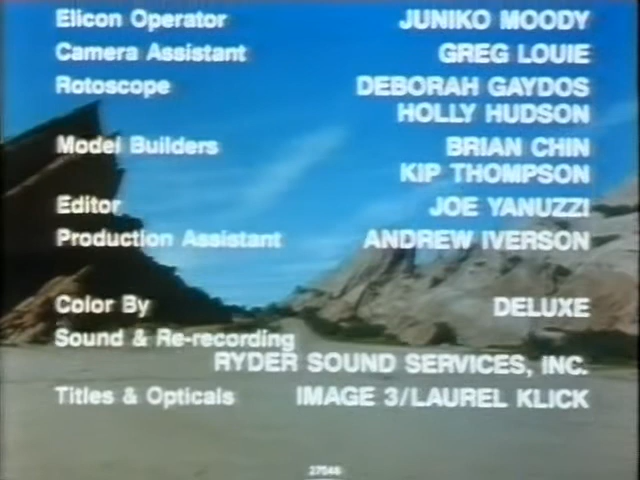 Elicon Operator JUNIKO MOODY
Camera Assistant GREG LOUIE
Rotoscope DEBORAH GAYDOS
HOLLY HUDSON
Model Builders BRIAN CHIN
KIP THOMPSON
Editor JOE YANUZZI
Production Assistant ANDREW IVERSON
Color By DELUXE
Sound & Re-recording
RYDER SOUND SERVICES, INC.
Titles & Opticals IMAGE 3/LAUREL KLICK
27546